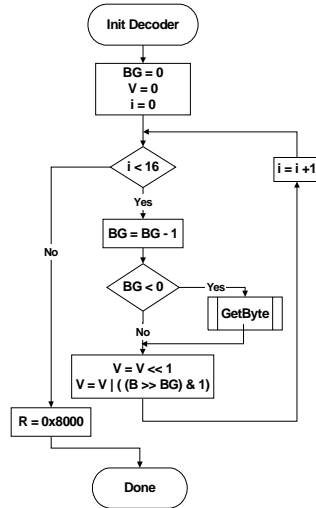 Init Decoder
BG = 0
V = 0
i = 0
i < 16
i = i +1
Yes
No
BG = BG - 1
BG < 0
Yes
GetByte
No
V = V << 1
V = V | ( (B >> BG) & 1)
R = 0x8000
Done